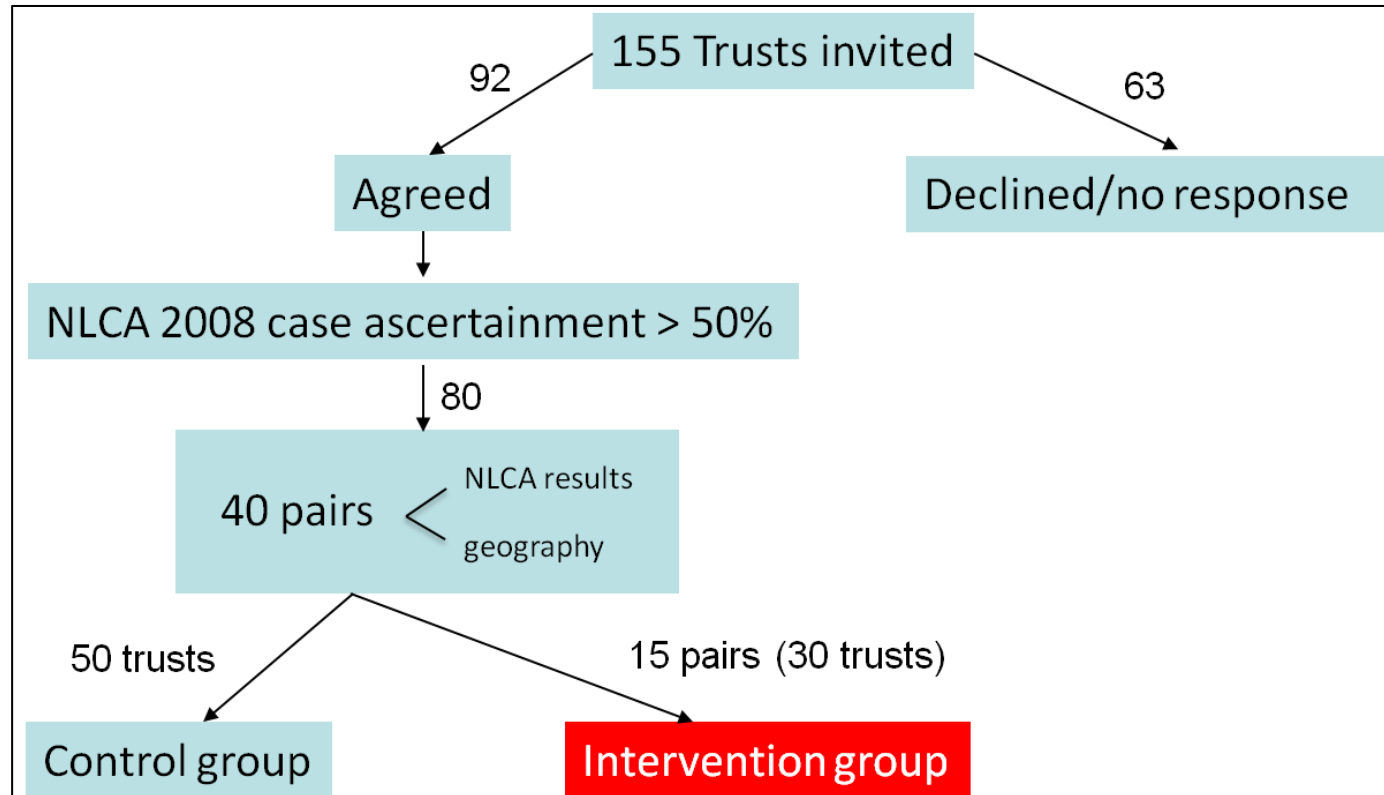 155 Trusts invited
92
63
Agreed
Declined/no response
NLCA 2008 case ascertainment > 50%
80
40 pairs
NLCA results
geography
50 trusts
15 pairs (30 trusts)
Control group
Intervention group